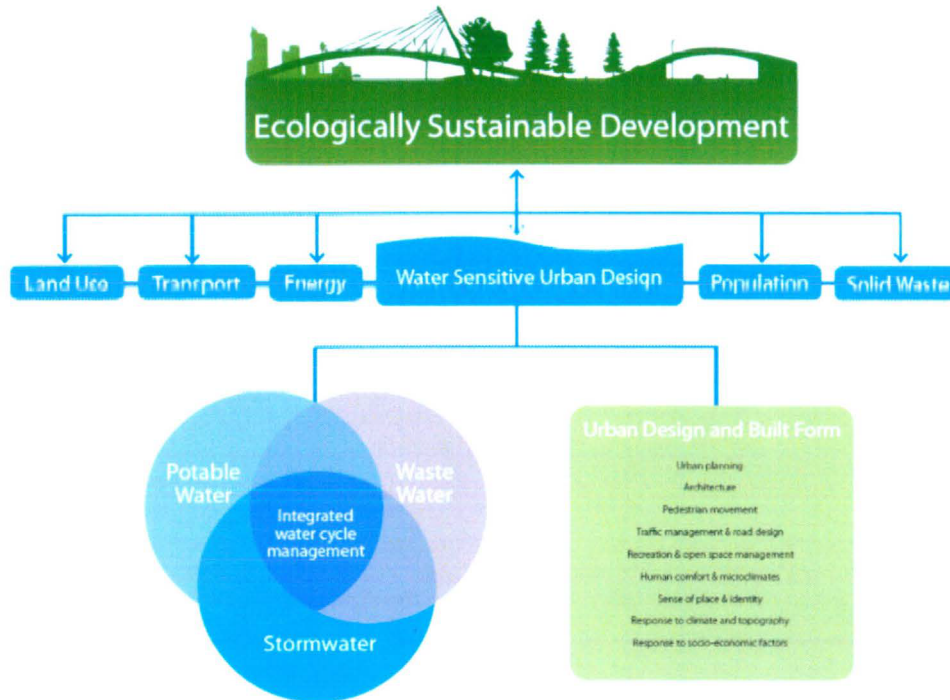 Ecologically Sustainable Development
Land Use
Transport
Energy
Water Sensitive Urban Design
Population
Solid Waste
Potable
Water
Waste
Water
Integrated
water cycle
management
Stormwater
Urban Design and Built Form
Urban planning
Architecture
Pedestrian movement
Traffic management & road design
Recreation & open space management
Human comfort & microclimates
Sense of place & identity
Response to climate and topography
Response to socio-economic factors